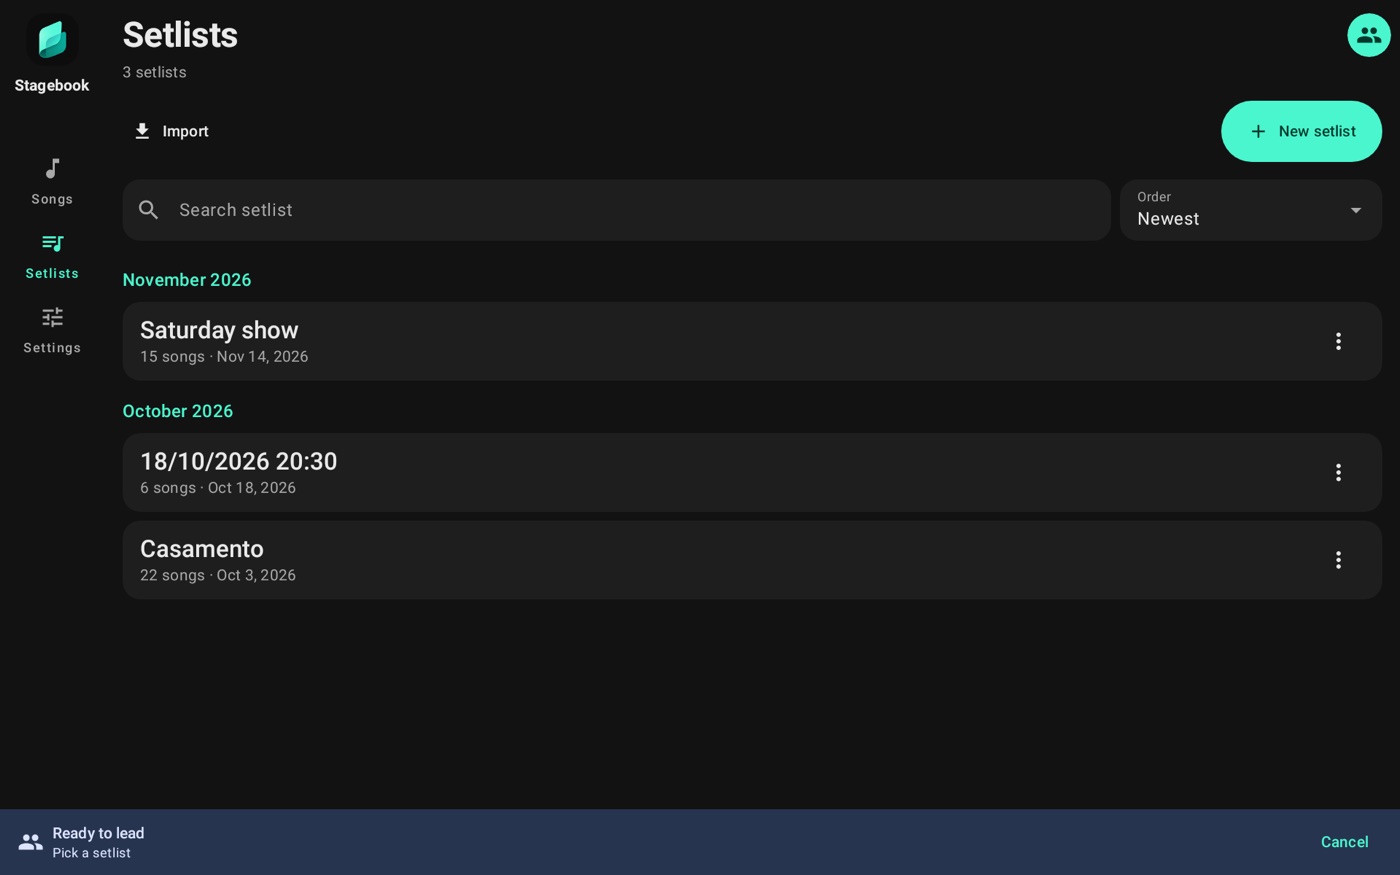 Stagebook
Songs
Setlists
Settings
Setlists
3 setlists
Import
New setlist
Search setlist
Order
Newest
November 2026
Saturday show
15 songs · Nov 14, 2026
October 2026
18/10/2026 20:30
6 songs · Oct 18, 2026
Casamento
22 songs · Oct 3, 2026
Ready to lead
Pick a setlist
Cancel